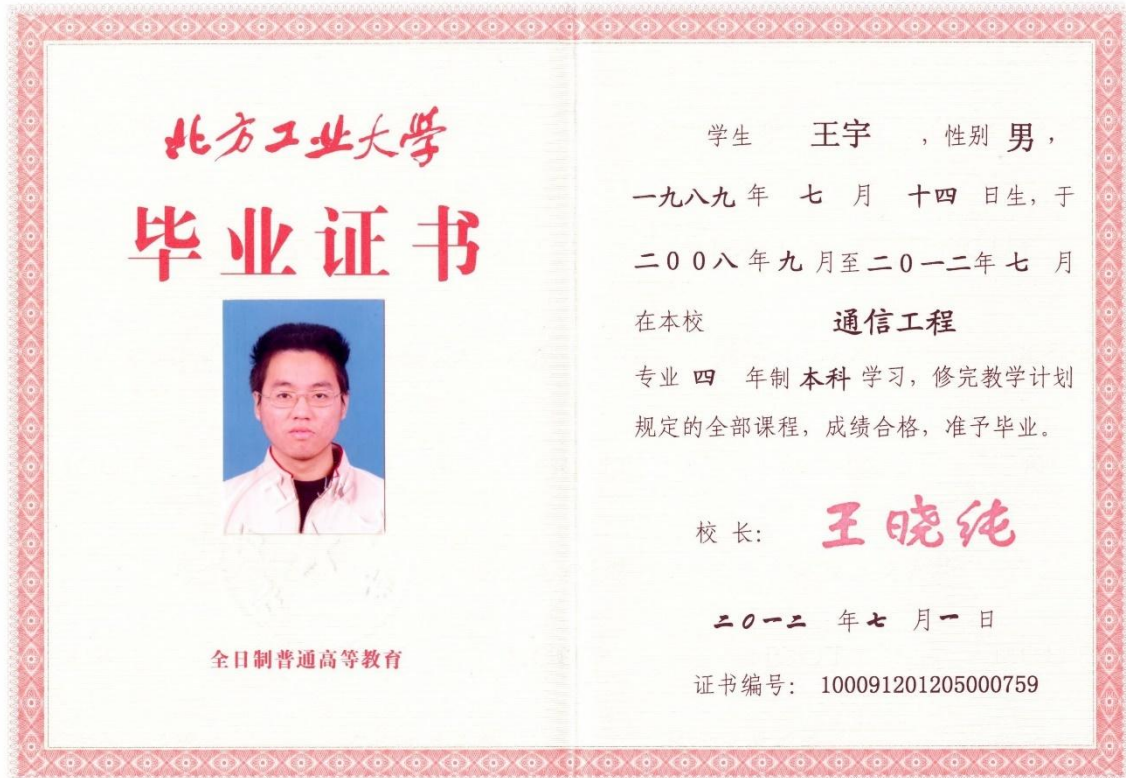 北方工业大学
毕业证书
全日制普通高等教育
学生 王宇 ,性别 男,
一九八九 年 七 月 十四 日生,于
二00八 年 九 月至 二0一二 年 七 月
在本校 通信工程
专业 四 年制 本科 学习,修完教学计划
规定的全部课程,成绩合格,准予毕业。
校 长: 王晓纯
二0一二 年 七 月 一 日
证书编号: 100091201205000759